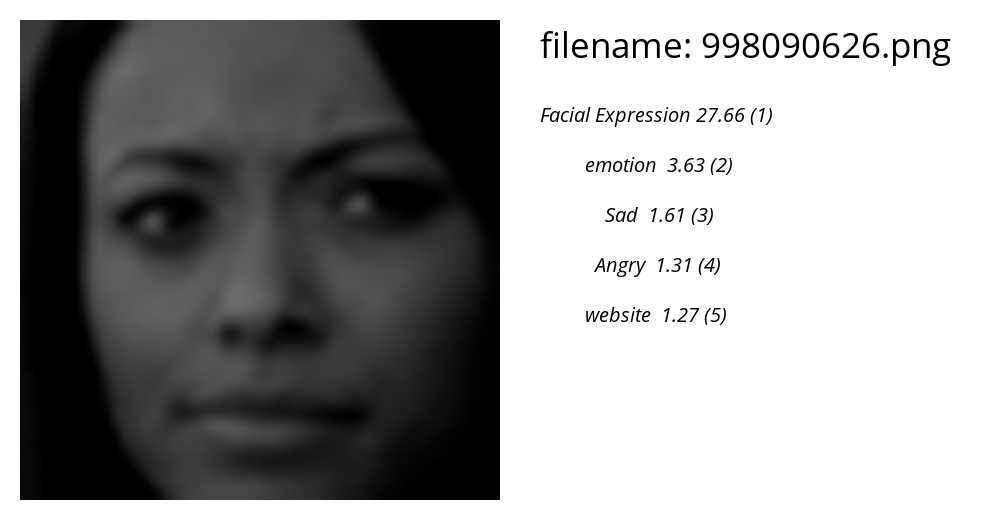 filename: 998090626.png
Facial Expression 27.66 (1)
emotion 3.63 (2)
Sad 1.61 (3)
Angry 1.31 (4)
website 1.27 (5)